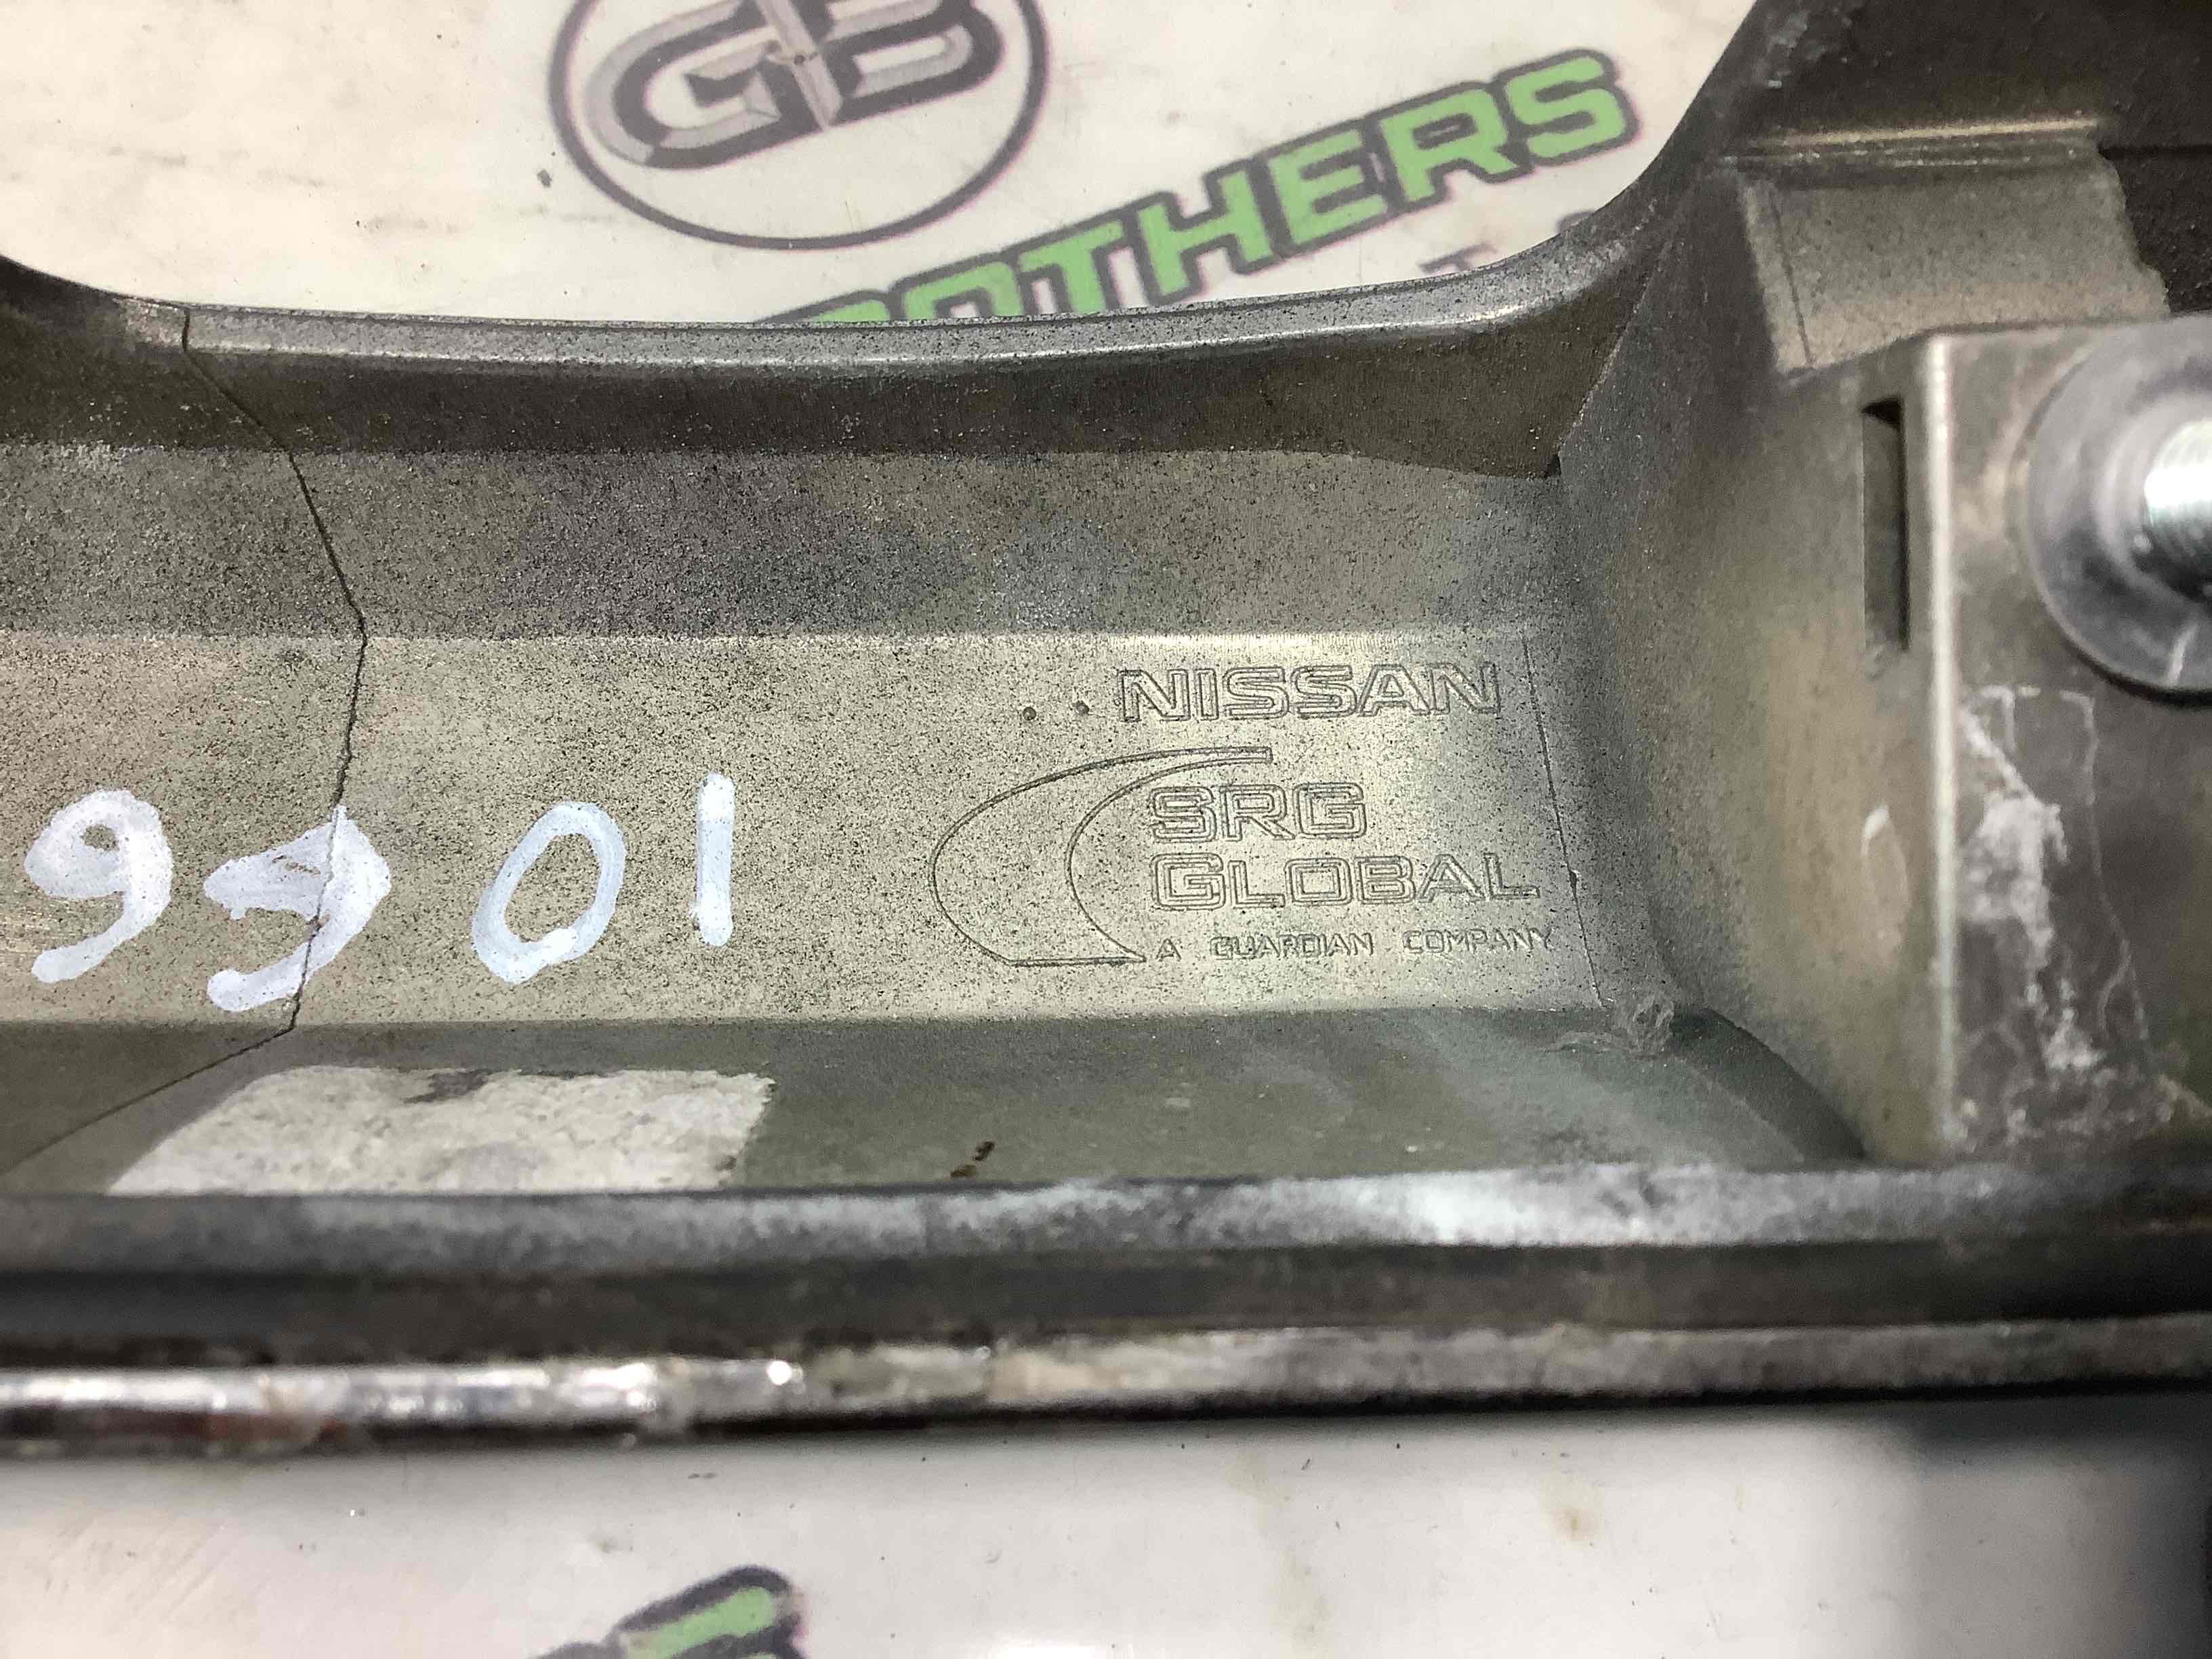 GB
BROTHERS
NISSAN
SRG
GLOBAL
A GUARDIAN COMPANY
9901